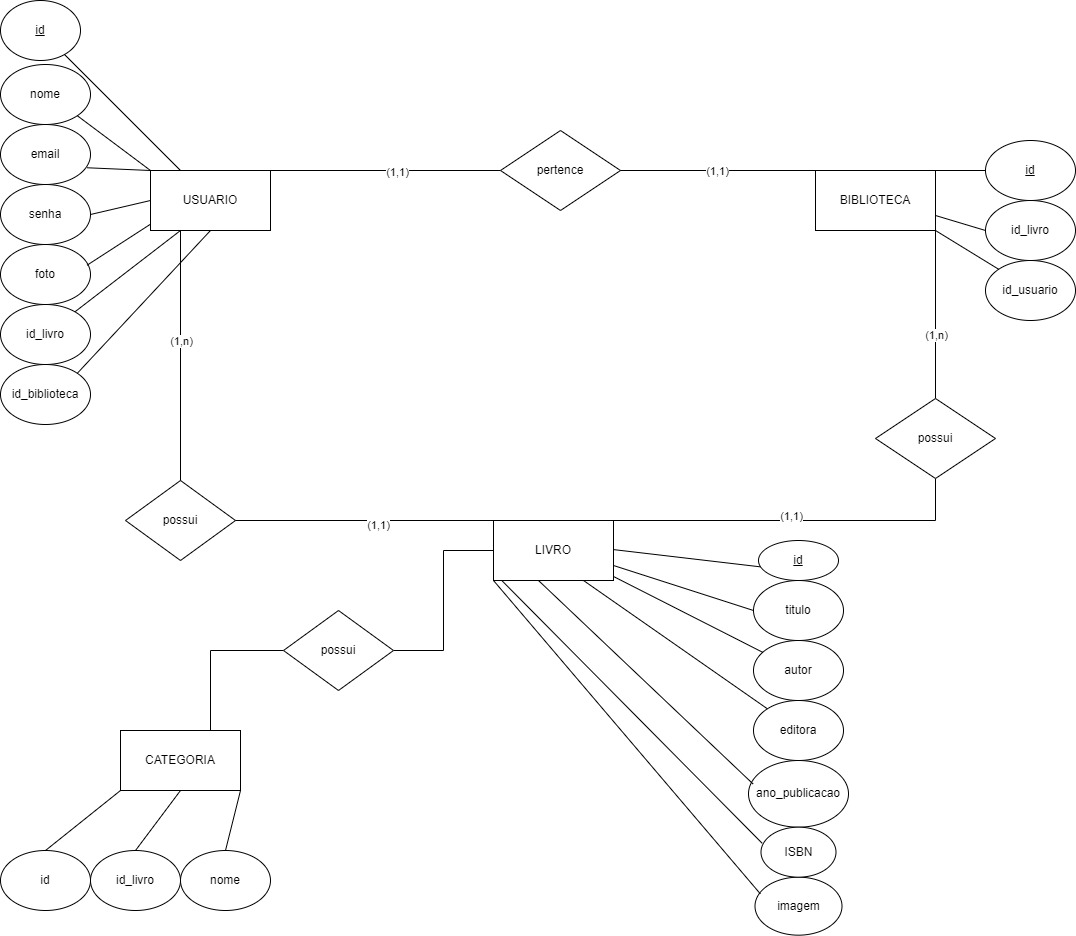 id
nome
email
senha
foto
id_livro
id_biblioteca
USUARIO
(1,1)
pertence
(1,1)
BIBLIOTECA
id
id_livro
id_usuario
(1,n)
(1,n)
possui
possui
(1,1)
LIVRO
(1,1)
id
titulo
autor
editora
ano_publicacao
ISBN
imagem
possui
CATEGORIA
id
id_livro
nome